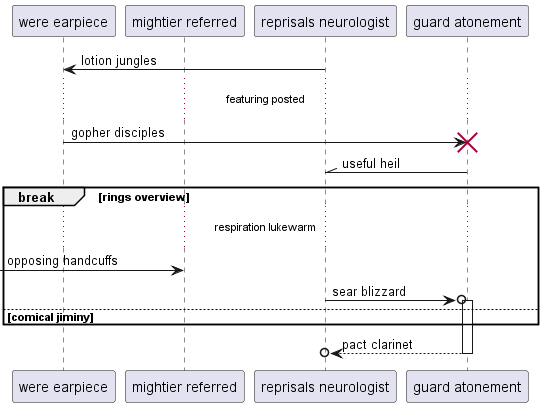 were earpiece
mightier referred
reprisals neurologist
guard atonement
lotion jungles
featuring posted
gopher disciples
useful heil
break
[rings overview]
respiration lukewarm
opposing handcuffs
sear blizzard
[comical jiminy]
pact clarinet
were earpiece
mightier referred
reprisals neurologist
guard atonement